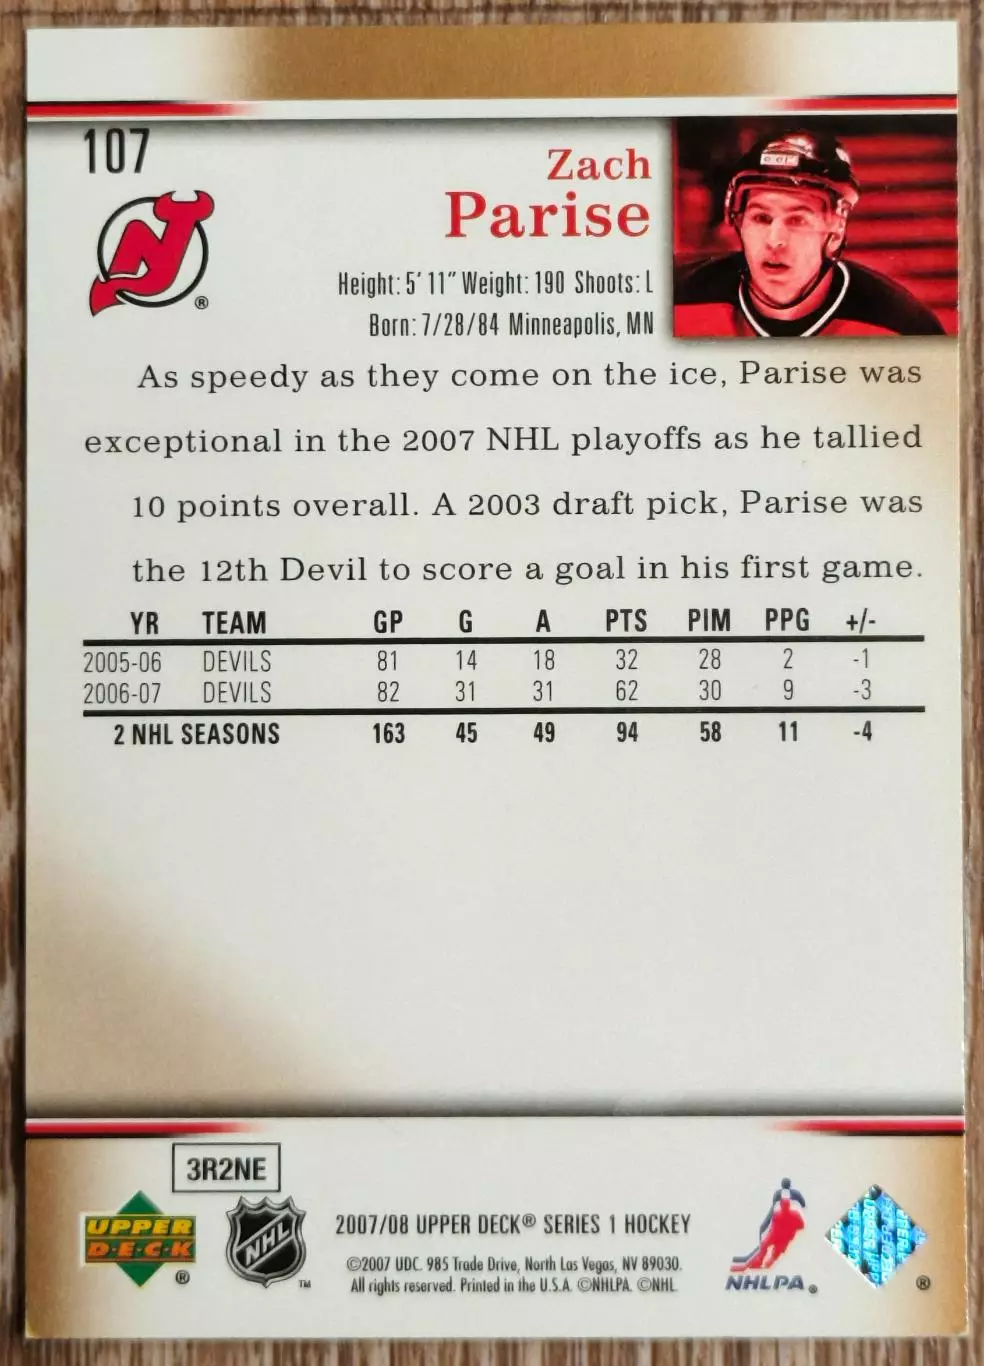 107
Zach
Parise
Height: 5' 11" Weight: 190 Shoots: L
Born: 7/28/84 Minneapolis, MN
As speedy as they come on the ice, Parise was
exceptional in the 2007 NHL playoffs as he tallied
10 points overall. A 2003 draft pick, Parise was
the 12th Devil to score a goal in his first game.
YR TEAM GP G A PTS PIM PPG +/-
2005-06 DEVILS 81 14 18 32 28 2 -1
2006-07 DEVILS 82 31 31 62 30 9 -3
2 NHL SEASONS 163 45 49 94 58 11 -4
3R2NE
UPPER
D·E·C·K
®
NHL
™
2007/08 UPPER DECK® SERIES 1 HOCKEY
©2007 UDC. 985 Trade Drive, North Las Vegas, NV 89030.
All rights reserved. Printed in the U.S.A. ©NHLPA. ©NHL.
NHLPA®
®